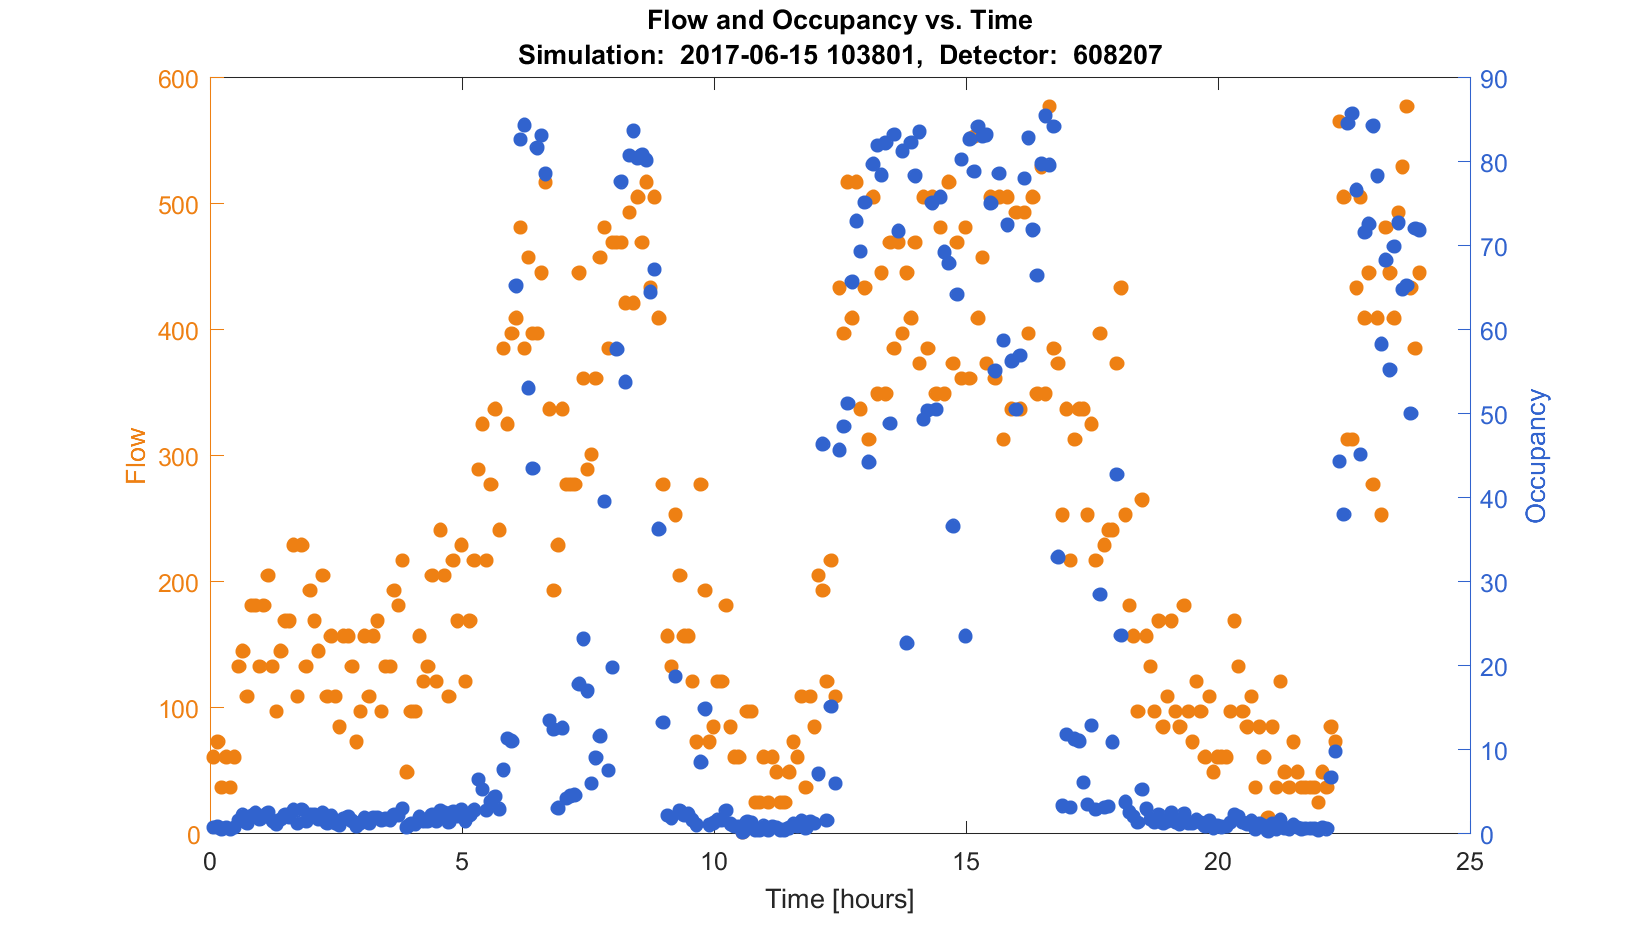 Flow and Occupancy vs. Time
Simulation:  2017-06-15 103801,  Detector:  608207
600
500
400
300
200
100
0
Flow
90
80
70
60
50
40
30
20
10
0
Occupancy
0 5 10 15 20 25
Time [hours]